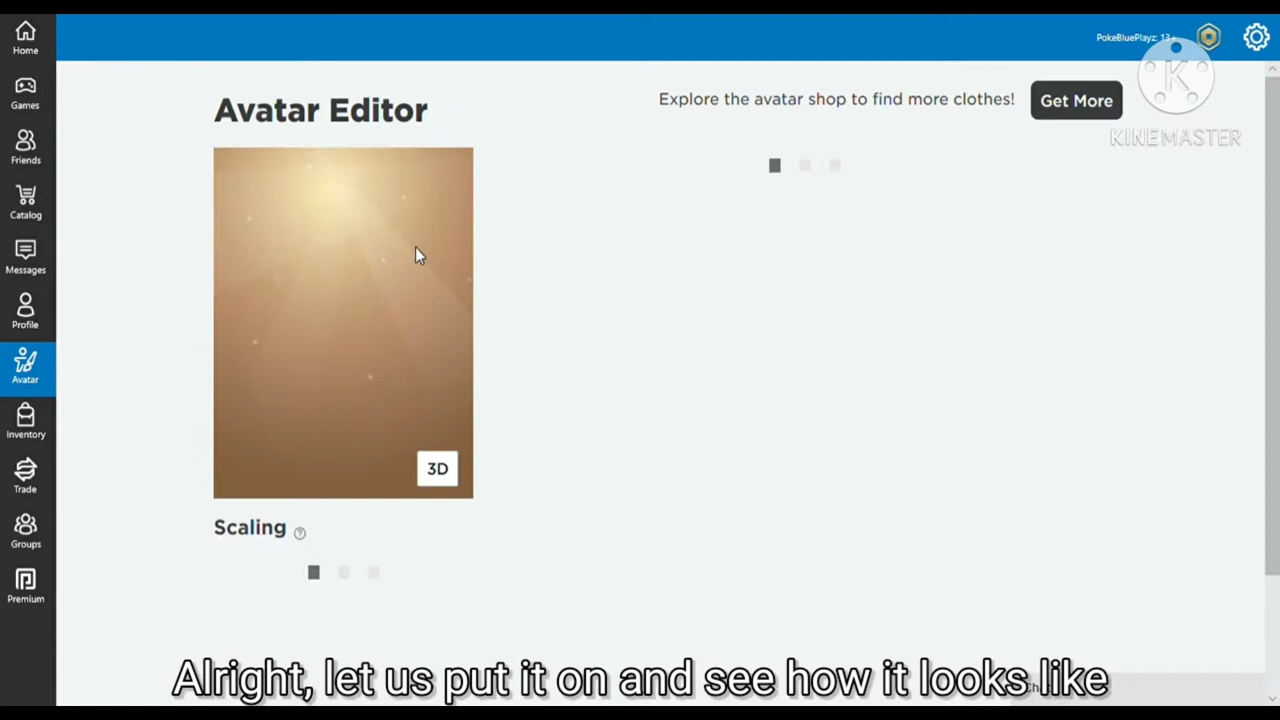 Home
Games
Friends
Catalog
Messages
Profile
Avatar
Inventory
Trade
Groups
Premium
PokeBluePlayz: 13+
K
KINEMASTER
Avatar Editor
Explore the avatar shop to find more clothes!
Get More
3D
Scaling ?
Alright, let us put it on and see how it looks like